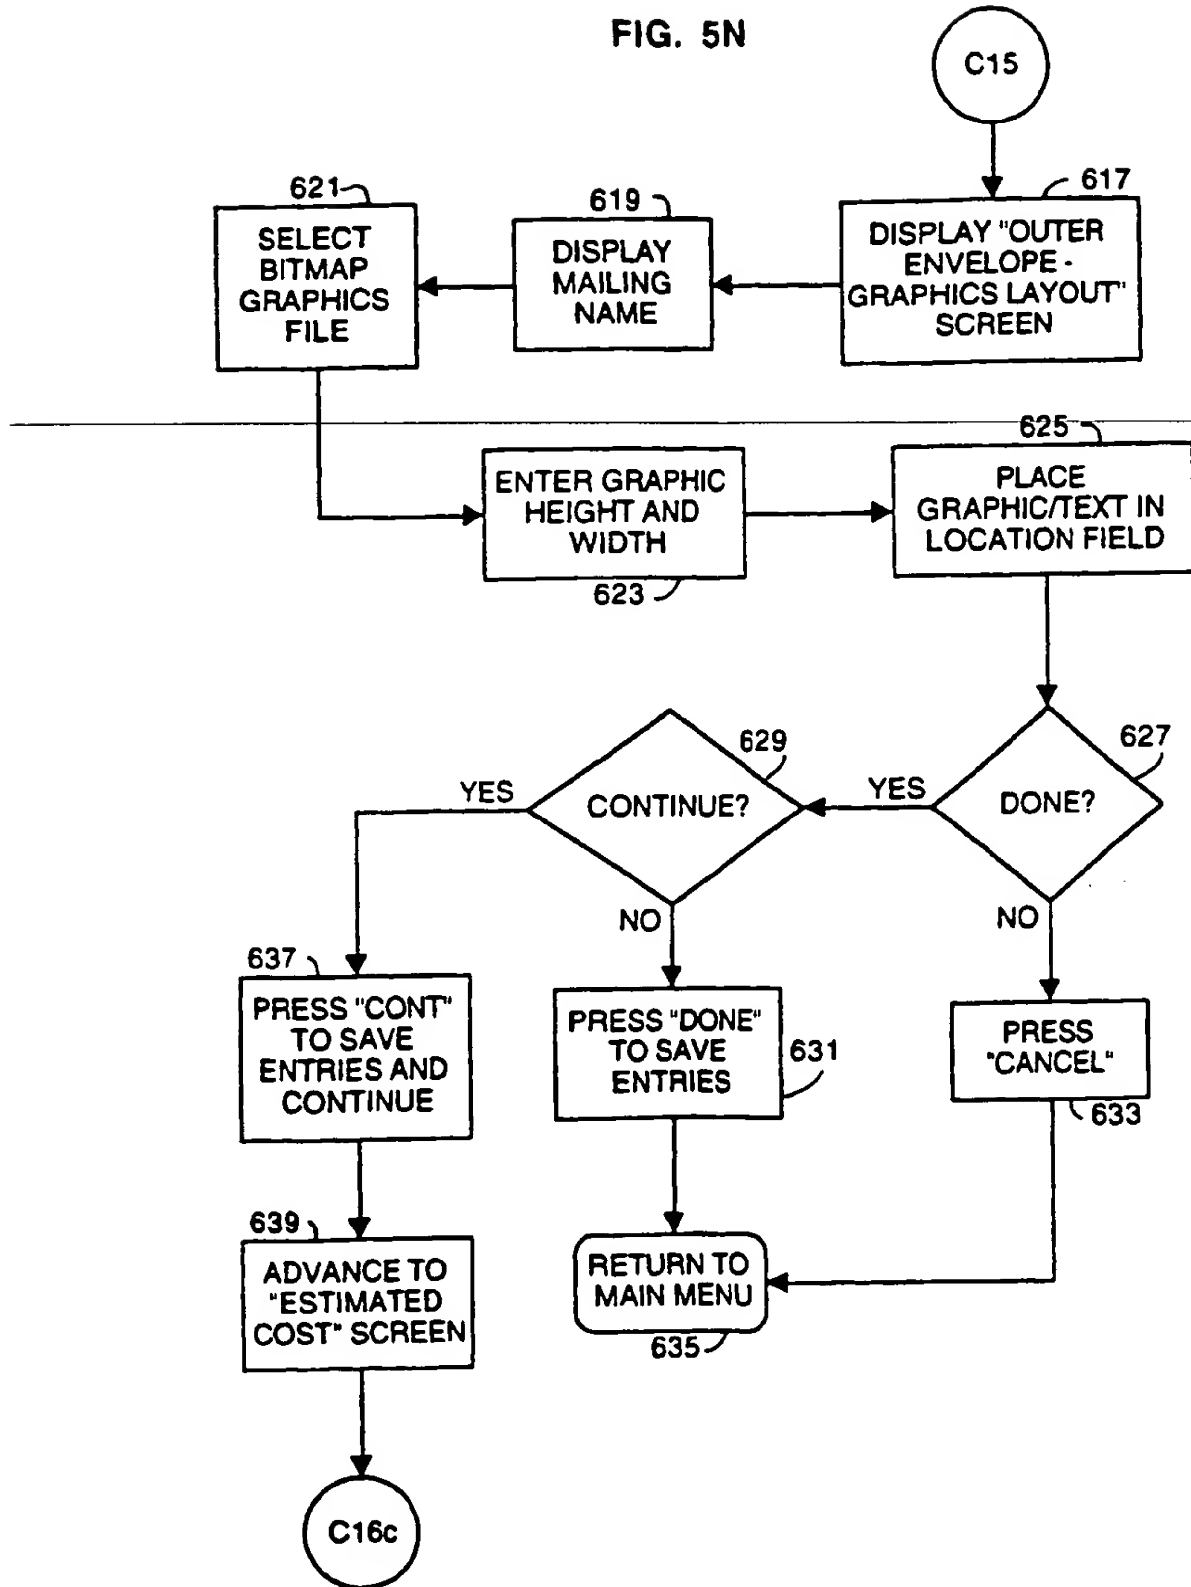 FIG. 5N
C15
617
DISPLAY "OUTER
ENVELOPE -
GRAPHICS LAYOUT"
SCREEN
619
DISPLAY
MAILING
NAME
621
SELECT
BITMAP
GRAPHICS
FILE
ENTER GRAPHIC
HEIGHT AND
WIDTH
623
625
PLACE
GRAPHIC/TEXT IN
LOCATION FIELD
627
DONE?
YES
NO
629
CONTINUE?
YES
NO
637
PRESS "CONT"
TO SAVE
ENTRIES AND
CONTINUE
PRESS "DONE"
TO SAVE
ENTRIES
631
PRESS
"CANCEL"
633
639
ADVANCE TO
"ESTIMATED
COST" SCREEN
RETURN TO
MAIN MENU
635
C16c